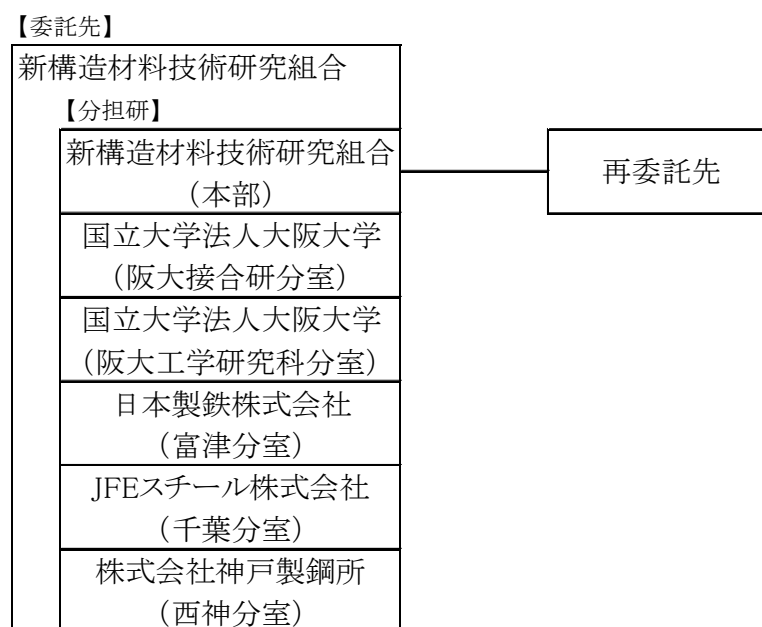 【委託先】
新構造材料技術研究組合
【分担研】
新構造材料技術研究組合
（本部）
再委託先
国立大学法人大阪大学
（阪大接合研分室）
国立大学法人大阪大学
（阪大工学研究科分室）
日本製鉄株式会社
（富津分室）
JFEスチール株式会社
（千葉分室）
株式会社神戸製鋼所
（西神分室）